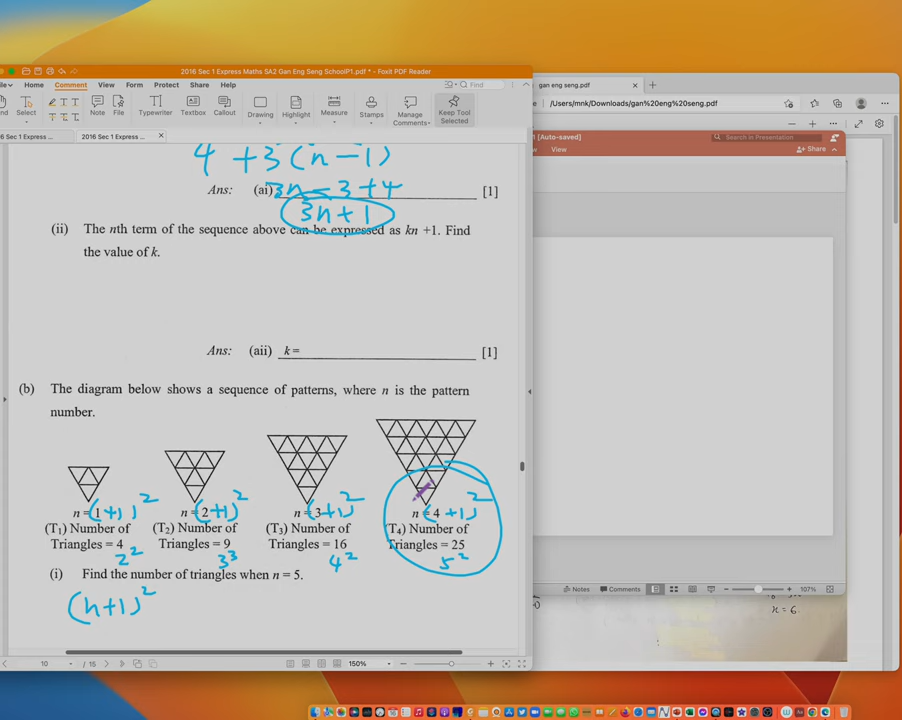 2016 Sec 1 Express Maths SA2 Gan Eng Seng SchoolP1.pdf * - Foxit PDF Reader
Home Comment View Form Protect Share Help Find
Select Note File Typewriter Textbox Callout Drawing Highlight Measure Stamps Manage Comments Keep Tool Selected
6 Sec 1 Express ... 2016 Sec 1 Express ...
gan eng seng.pdf
/Users/mnk/Downloads/gan%20eng%20seng.pdf
1 [Auto-saved] Search in Presentation
Share
4 + 3 (n - 1)
Ans: (ai) 3n - 3 + 4 [1]
3n + 1
(ii) The nth term of the sequence above can be expressed as kn +1. Find
the value of k.
Ans: (aii) k = [1]
(b) The diagram below shows a sequence of patterns, where n is the pattern
number.
n = 1 (+1)² n = 2 (+1)² n = 3 (+1)² n = 4 (+1)²
(T₁) Number of (T₂) Number of (T₃) Number of (T₄) Number of
Triangles = 4 Triangles = 9 Triangles = 16 Triangles = 25
2² 3³ 4² 5²
(i) Find the number of triangles when n = 5.
(n+1)²
10 / 15 150%
Notes Comments 107%
n = 6